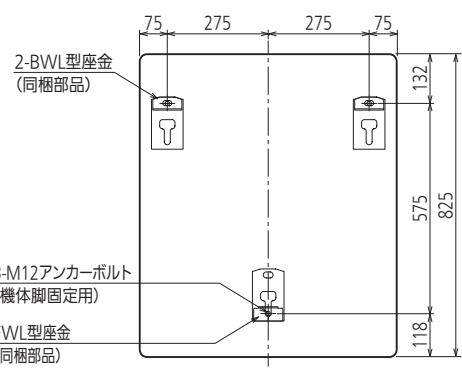 75 275 275 75
2-BWL型座金
(同梱部品)
132
575
825
118
-M12アンカーボルト
機体脚固定用)
WL型座金
同梱部品)